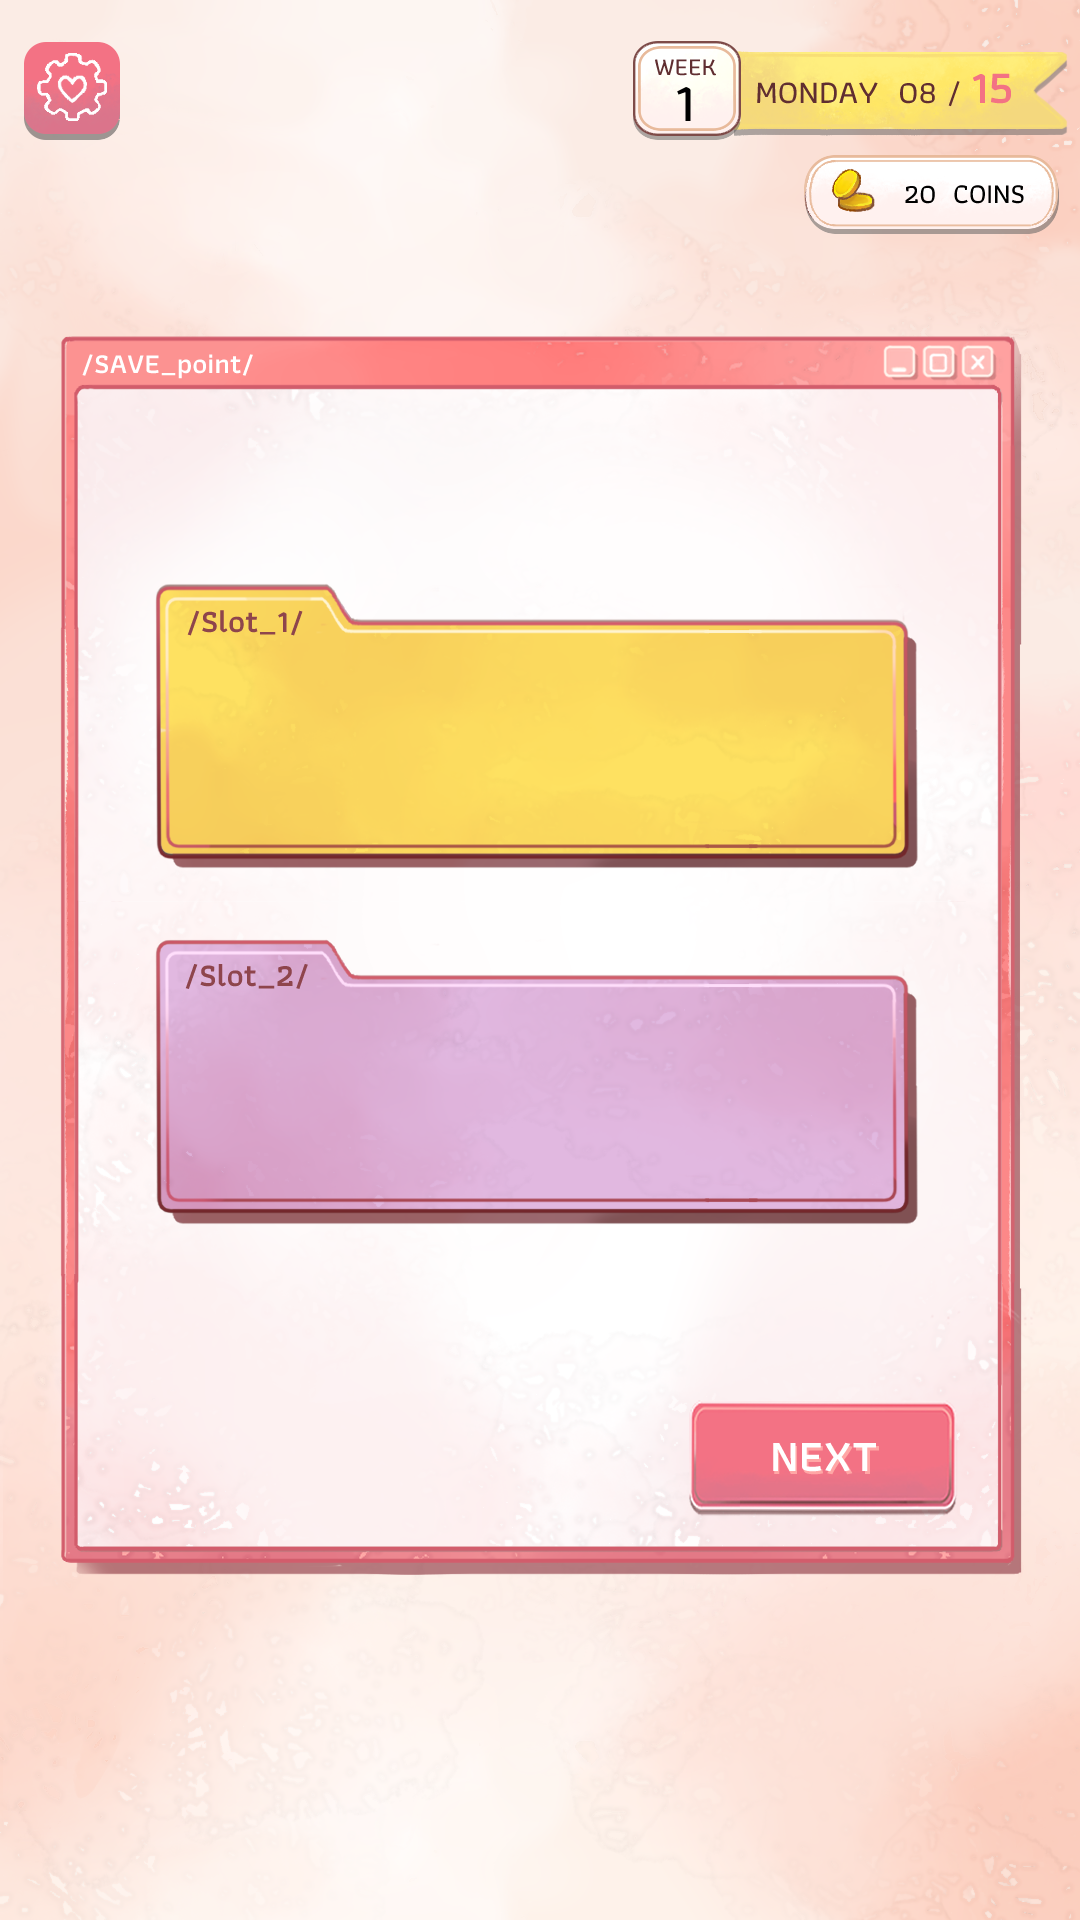 WEEK
1
MONDAY 08 / 15
20 COINS
/SAVE_point/
/Slot_1/
/Slot_2/
NEXT